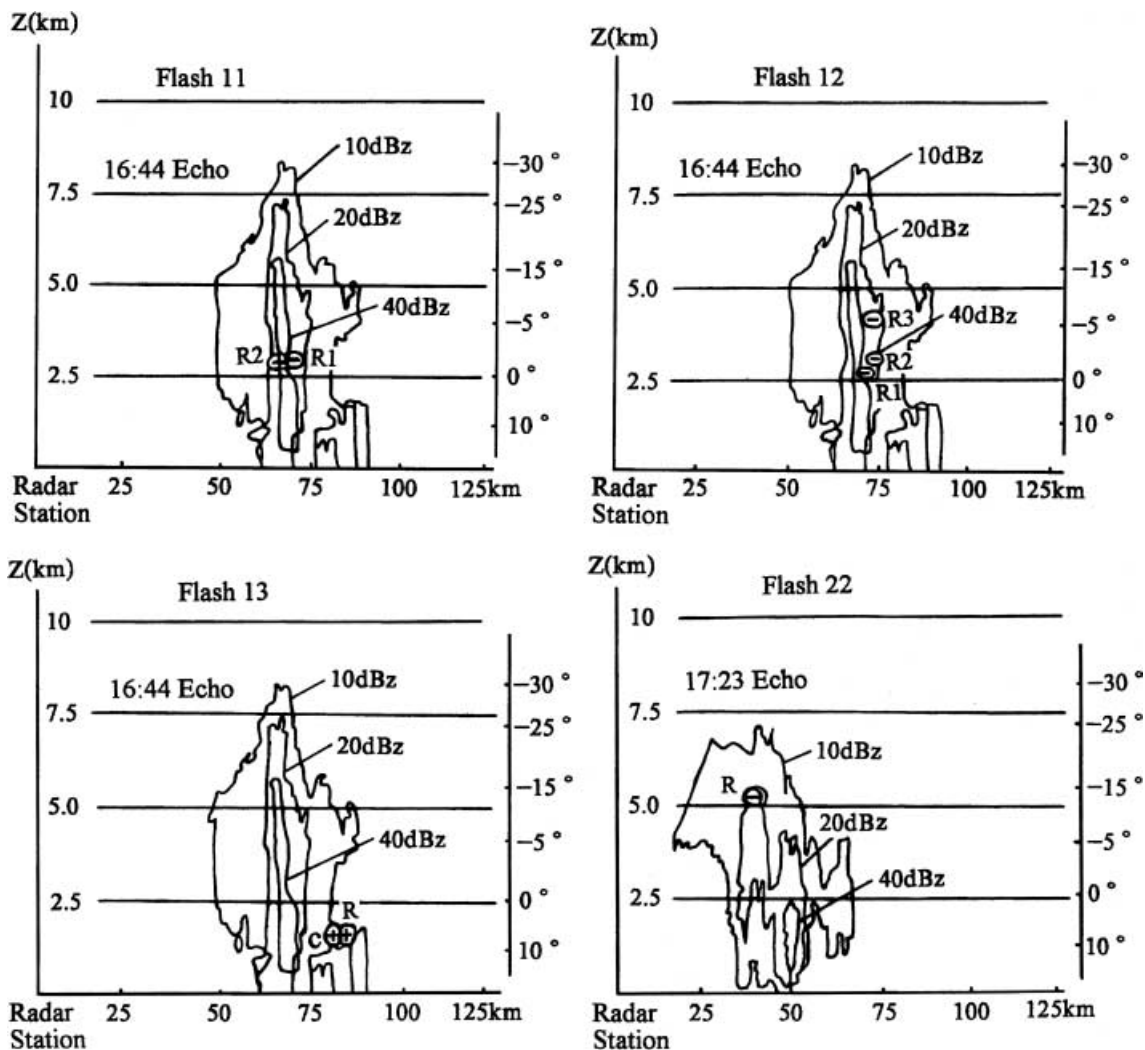 Z(km)
Flash 11
10
10dBz
16:44 Echo
−30 °
7.5
−25 °
20dBz
5.0
−15 °
40dBz
−5 °
R2
R1
2.5
0 °
10 °
Radar
Station
25
50
75
100
125km
Z(km)
Flash 12
10
10dBz
16:44 Echo
−30 °
7.5
−25 °
20dBz
5.0
−15 °
R3
−5 °
40dBz
R2
2.5
0 °
R1
10 °
Radar
Station
25
50
75
100
125km
Z(km)
Flash 13
10
10dBz
16:44 Echo
−30 °
7.5
−25 °
20dBz
5.0
−15 °
40dBz
−5 °
2.5
0 °
R
C
10 °
Radar
Station
25
50
75
100
125km
Z(km)
Flash 22
10
17:23 Echo
−30 °
7.5
−25 °
10dBz
R
−15 °
5.0
20dBz
−5 °
40dBz
2.5
0 °
10 °
Radar
Station
25
50
75
100
125km